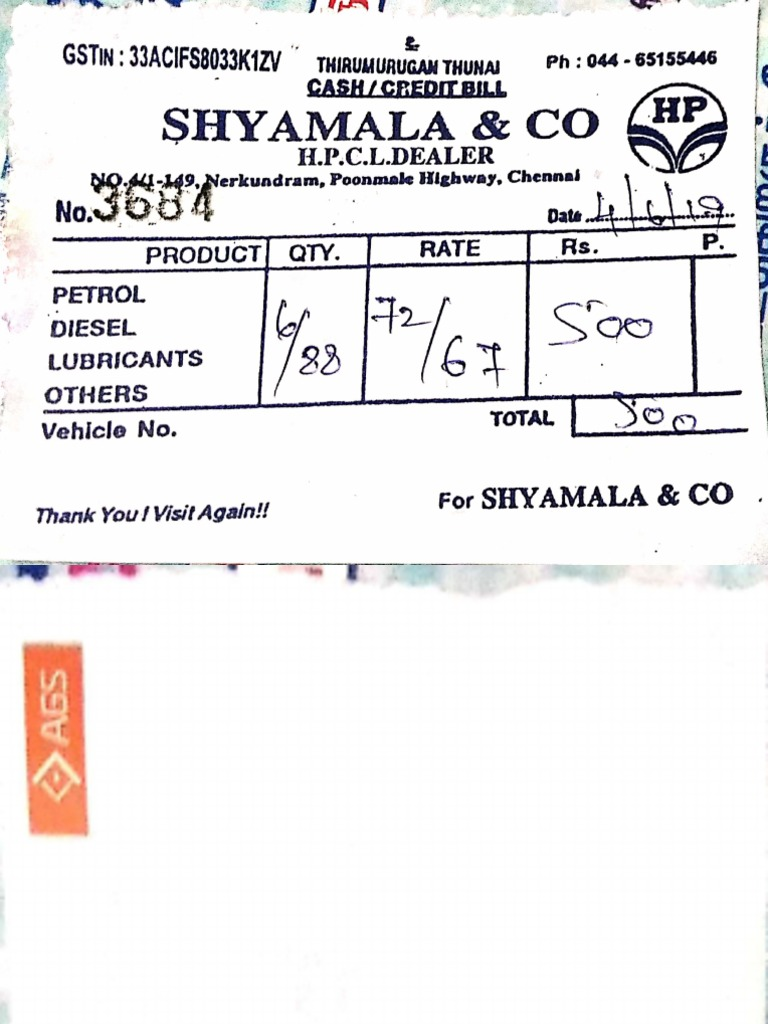 உ
GSTIN : 33ACIFS8033K1ZV THIRUMURUGAN THUNAI Ph : 044 - 65155446
CASH / CREDIT BILL
SHYAMALA & CO HP
H.P.C.L.DEALER
NO.4/1-149, Nerkundram, Poonmale Highway, Chennai
No. 3684 Date 4/6/19
PRODUCT QTY. RATE Rs. P.
PETROL
DIESEL 6/88 72/67 500
LUBRICANTS
OTHERS
Vehicle No. TOTAL 500
For SHYAMALA & CO
Thank You ! Visit Again!!
AGS